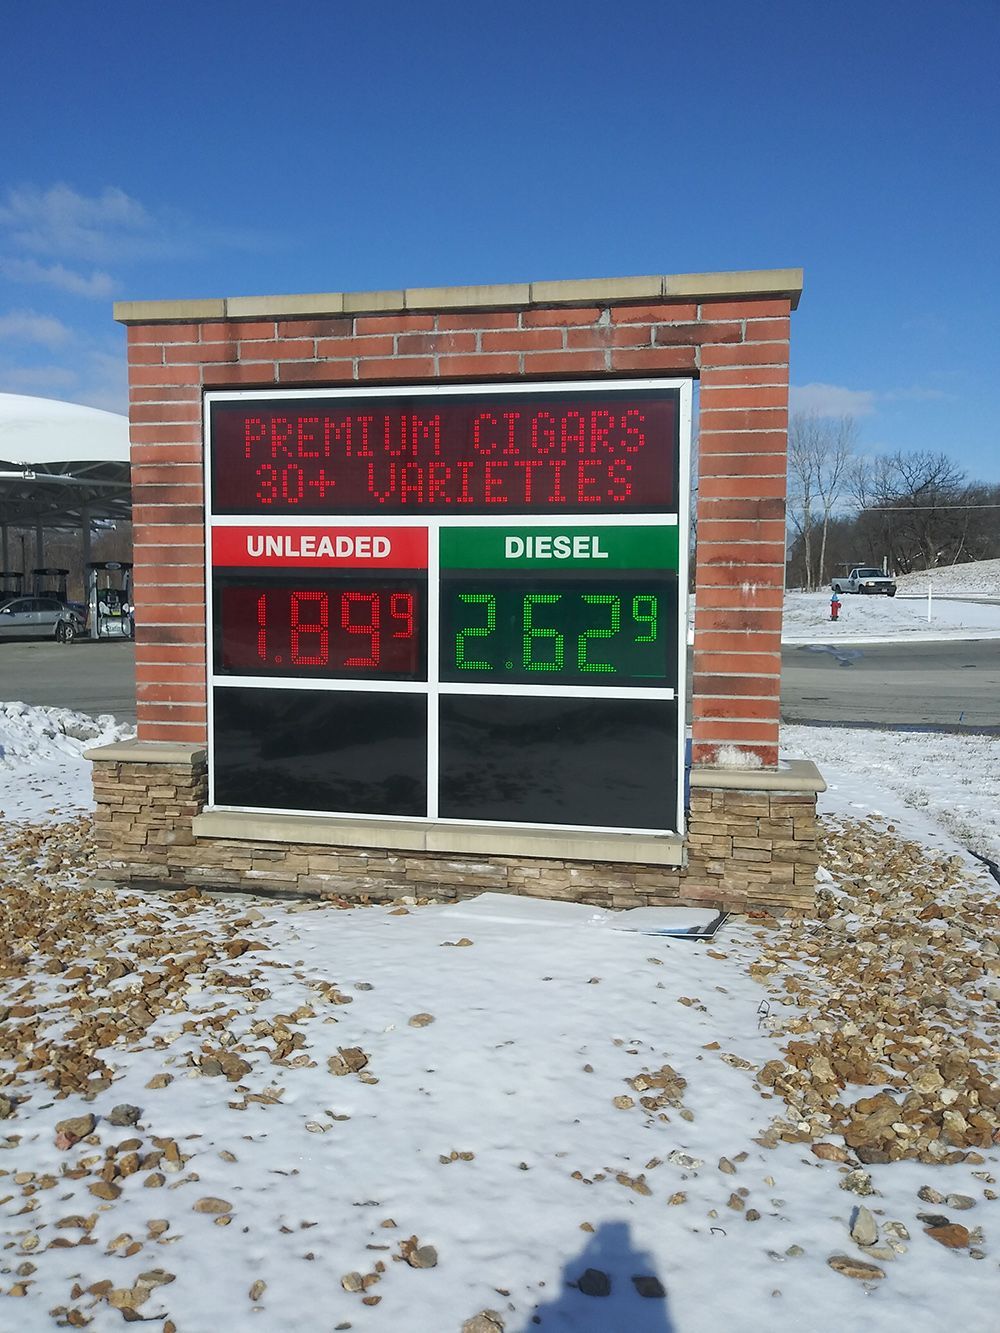 PREMIUM CIGARS
30+ VARIETIES
UNLEADED DIESEL
1.899 2.629